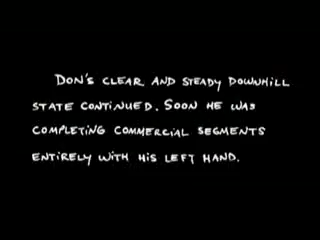 DON'S CLEAR AND STEADY DOWNHILL
STATE CONTINUED. SOON HE WAS
COMPLETING COMMERCIAL SEGMENTS
ENTIRELY WITH HIS LEFT HAND.